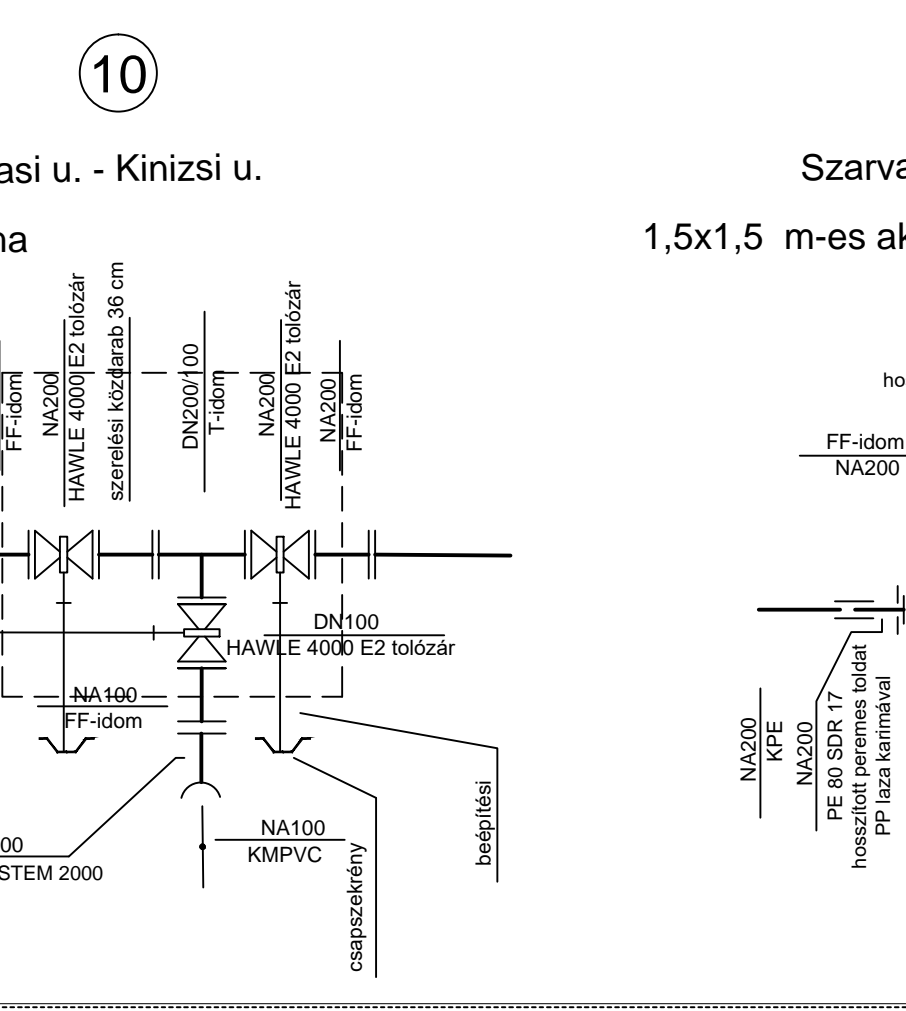 10
asi u. - Kinizsi u.
Szarva
na
1,5x1,5 m-es ak
FF-idom
NA200
HAWLE 4000 E2 tolózár
szerelési közdarab 36 cm
DN200/100
T-idom
NA200
HAWLE 4000 E2 tolózár
NA200
FF-idom
ho
FF-idom
NA200
DN100
HAWLE 4000 E2 tolózár
NA100
FF-idom
00
STEM 2000
NA100
KMPVC
csapszekrény
beépítési
NA200
KPE
NA200
PE 80 SDR 17
hosszított peremes toldat
PP laza karimával